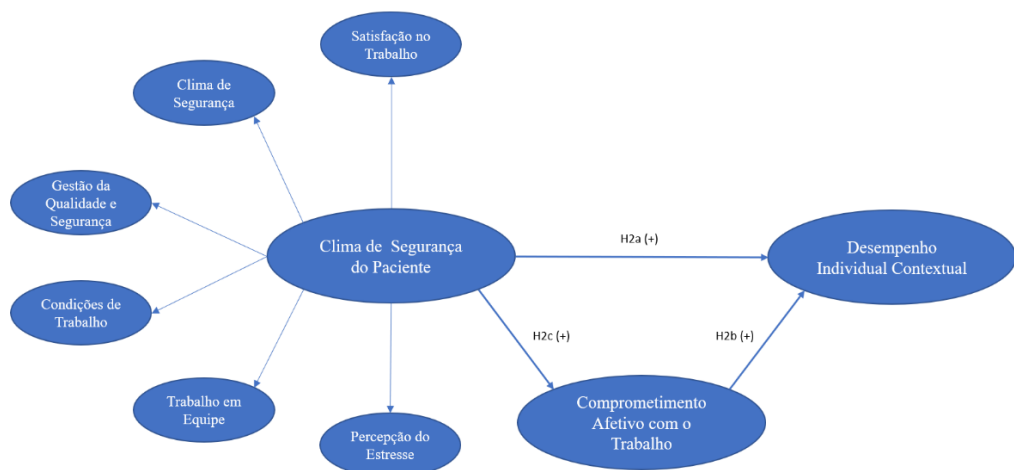 Satisfação no
Trabalho
Clima de
Segurança
Gestão da
Qualidade e
Segurança
Clima de Segurança
do Paciente
H2a (+)
Desempenho
Individual Contextual
Condições de
Trabalho
H2c (+)
H2b (+)
Trabalho em
Equipe
Percepção do
Estresse
Comprometimento
Afetivo com o
Trabalho